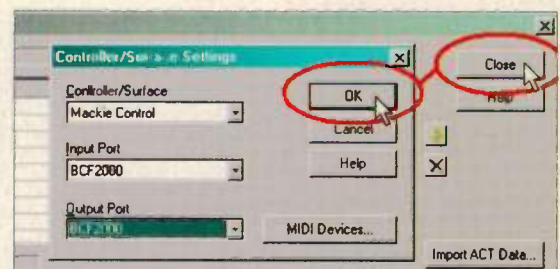 Controller/Surface Settings
Controller/Surface
Mackie Control
Input Port
BCF2000
Output Port
BCF2000
OK
Cancel
Help
MIDI Devices...
Close
Help
Import ACT Data...